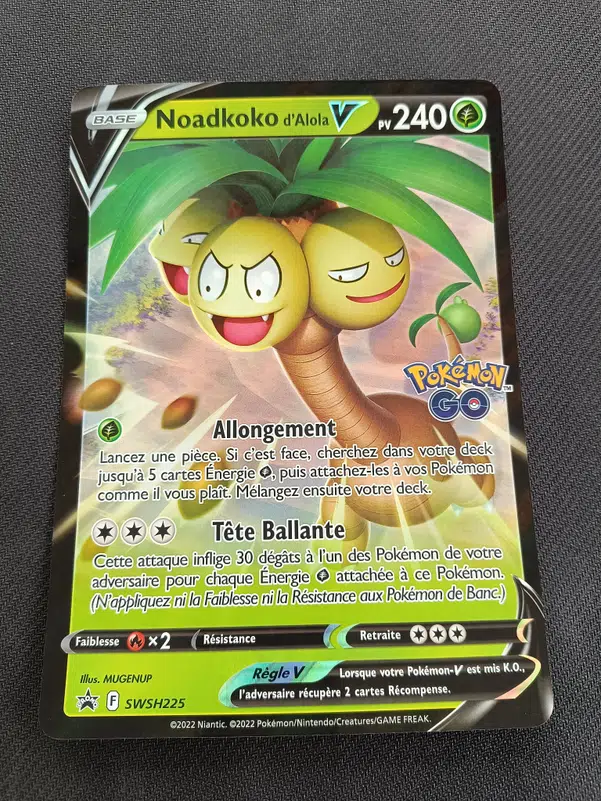 BASE Noadkoko d'Alola V PV 240
POKÉMON™
GO
Allongement
Lancez une pièce. Si c'est face, cherchez dans votre deck
jusqu'à 5 cartes Énergie, puis attachez-les à vos Pokémon
comme il vous plaît. Mélangez ensuite votre deck.
Tête Ballante
Cette attaque inflige 30 dégâts à l'un des Pokémon de votre
adversaire pour chaque Énergie attachée à ce Pokémon.
(N'appliquez ni la Faiblesse ni la Résistance aux Pokémon de Banc.)
Faiblesse ×2 Résistance Retraite
Illus. MUGENUP
Règle V Lorsque votre Pokémon-V est mis K.O.,
l'adversaire récupère 2 cartes Récompense.
F SWSH225
©2022 Niantic. ©2022 Pokémon/Nintendo/Creatures/GAME FREAK.